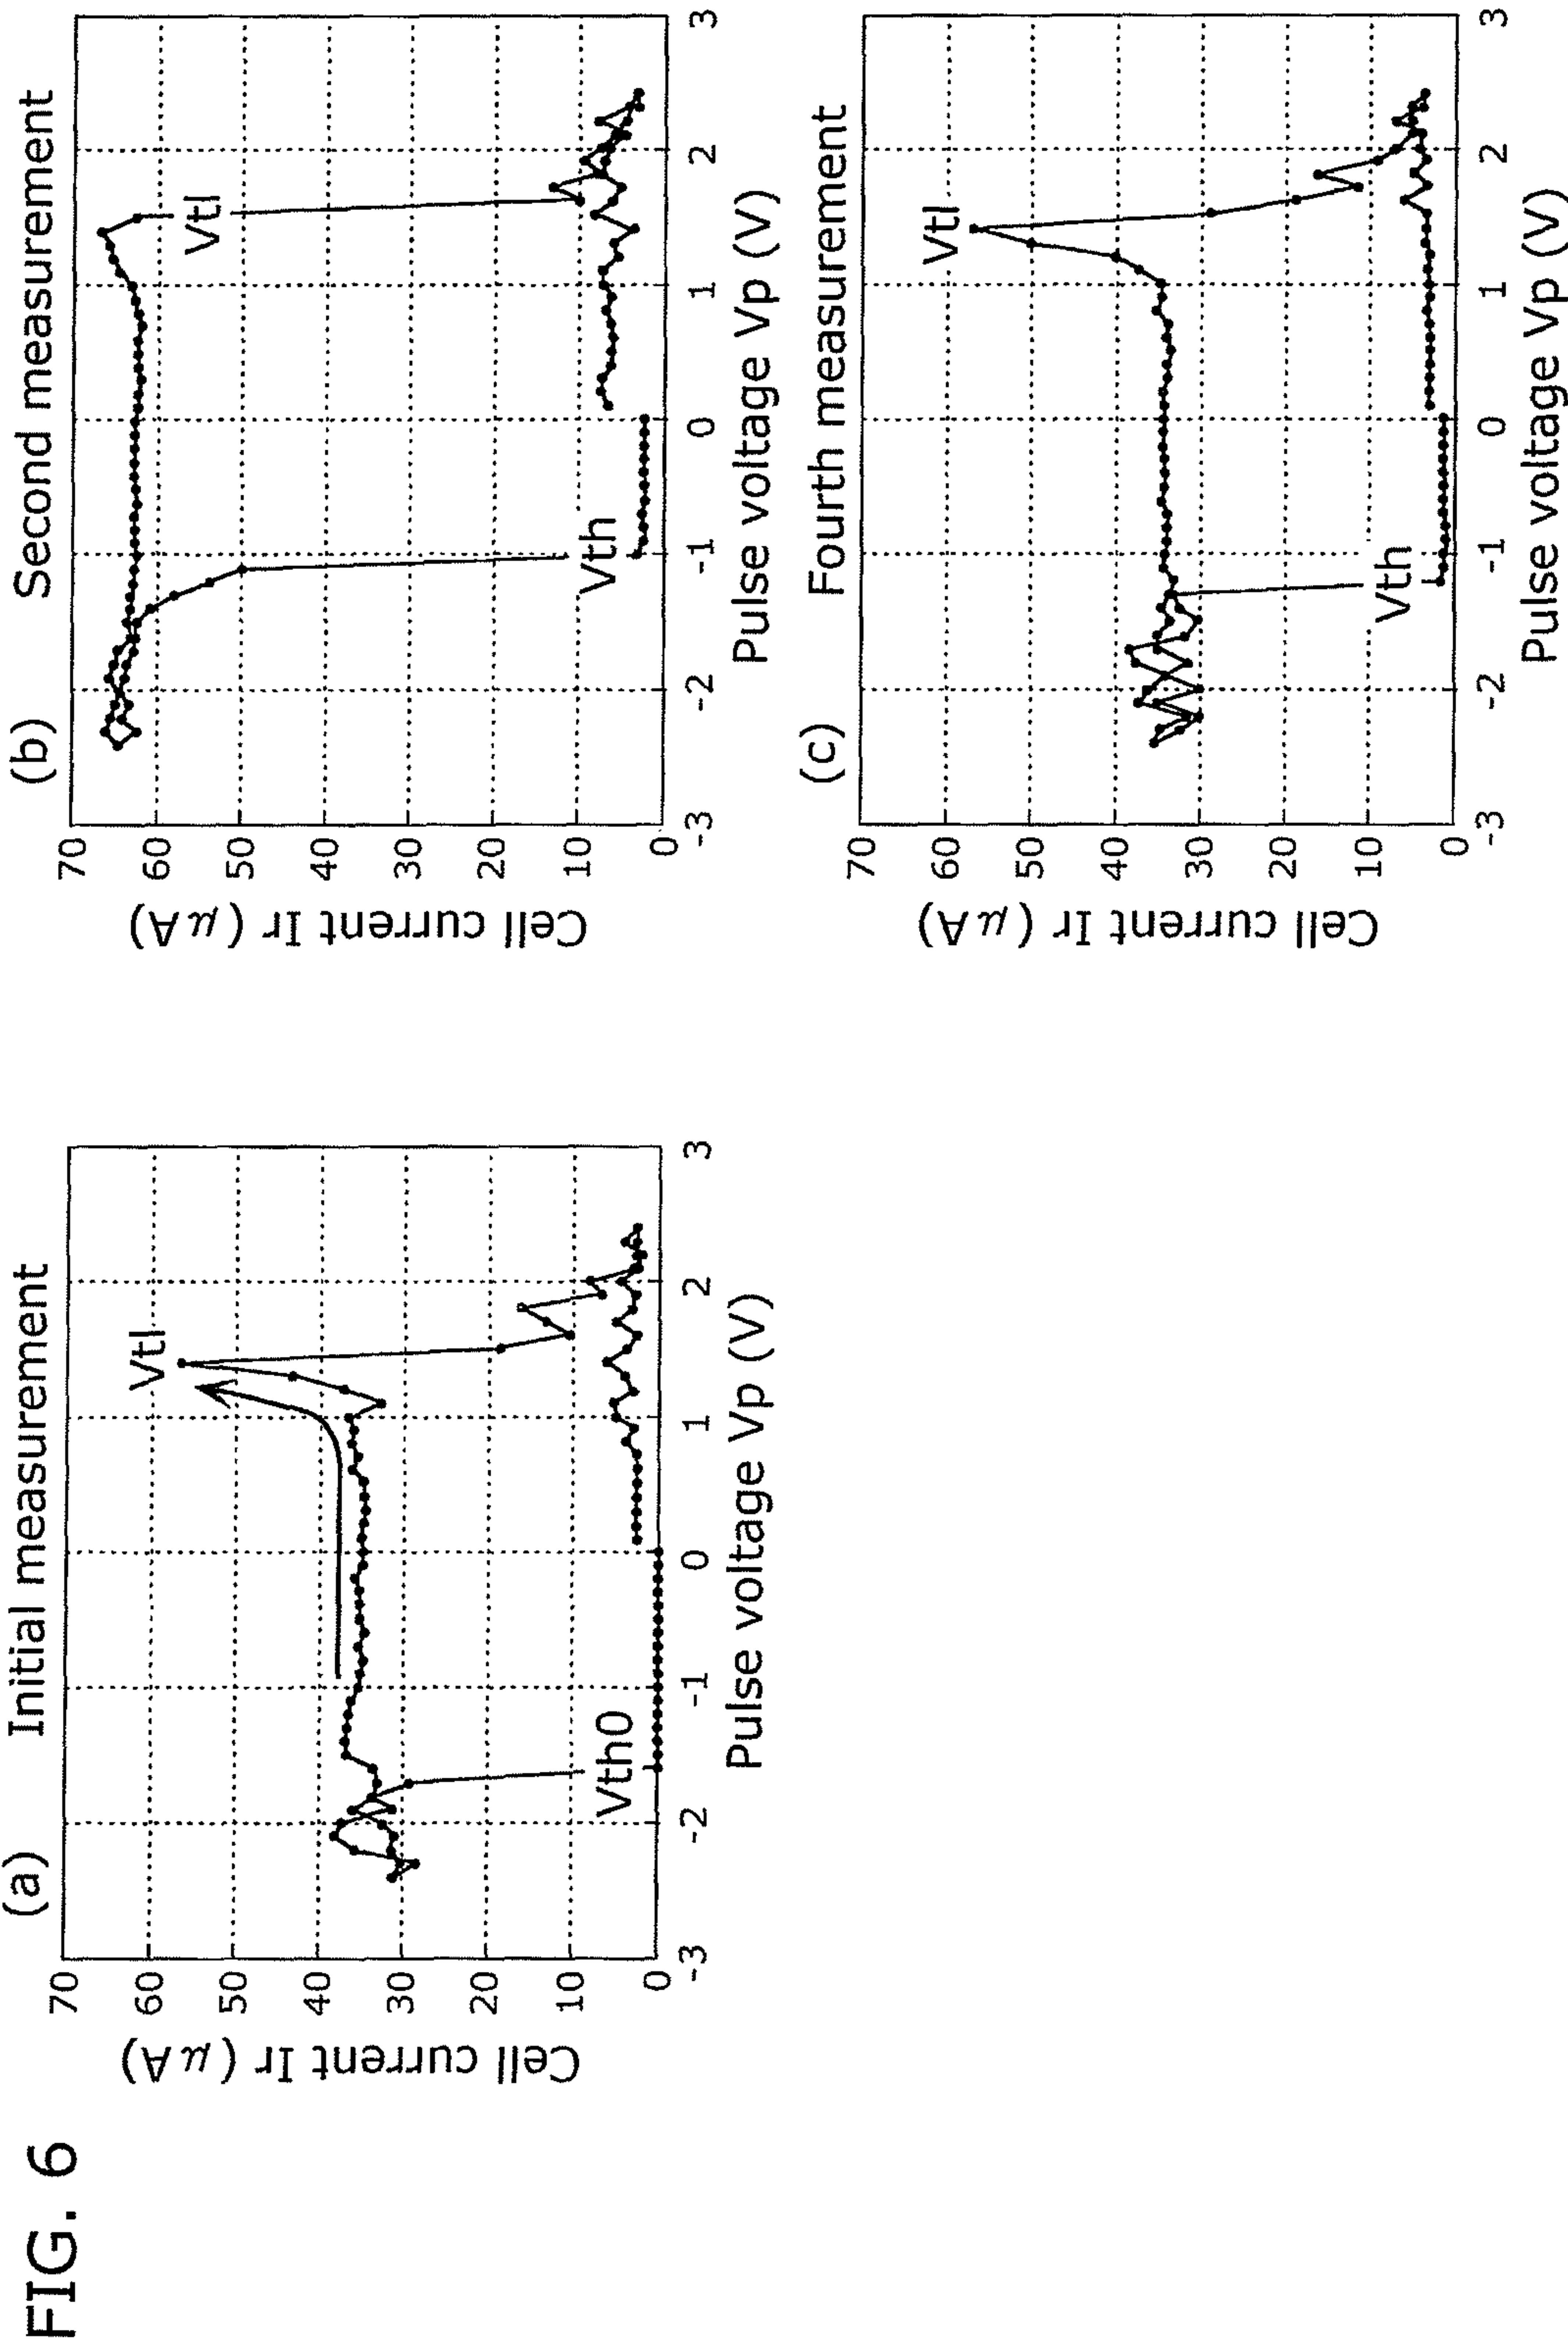 FIG. 6
(a) Initial measurement
Cell current Ir (μA)
70
60
50
40
30
20
10
0
-3
-2
-1
0
1
2
3
Pulse voltage Vp (V)
Vth0
Vtl
(b) Second measurement
Cell current Ir (μA)
70
60
50
40
30
20
10
0
-3
-2
-1
0
1
2
3
Pulse voltage Vp (V)
Vth
Vtl
(c) Fourth measurement
Cell current Ir (μA)
70
60
50
40
30
20
10
0
-3
-2
-1
0
1
2
3
Pulse voltage Vp (V)
Vth
Vtl